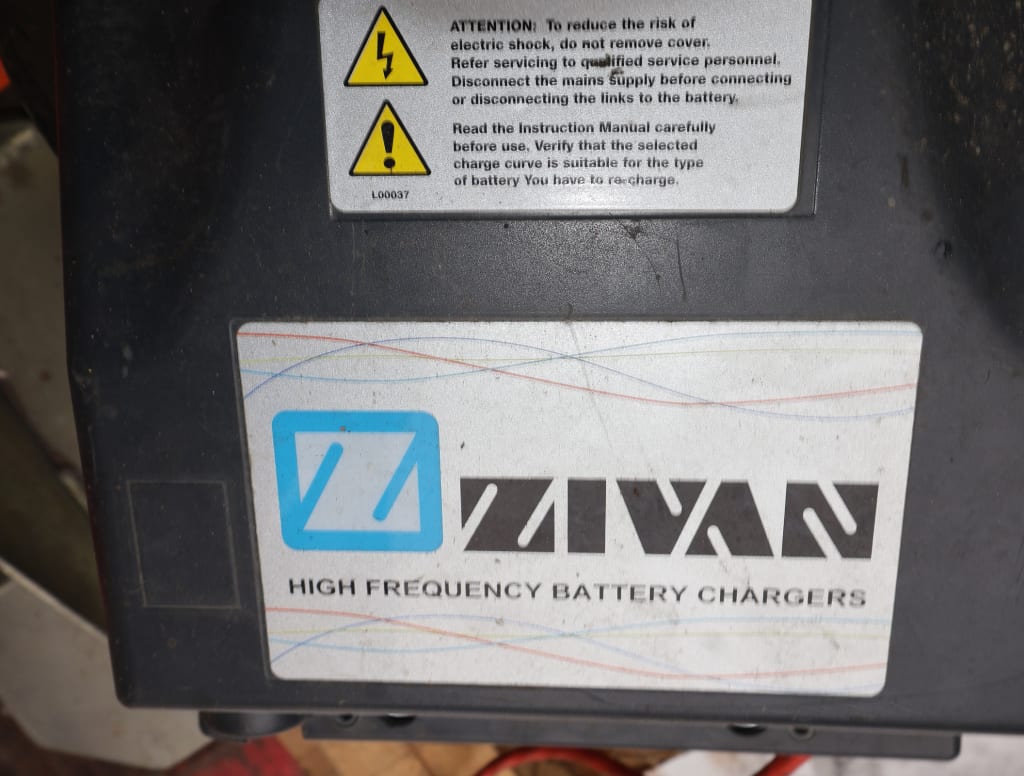 ATTENTION: To reduce the risk of
electric shock, do not remove cover.
Refer servicing to qualified service personnel.
Disconnect the mains supply before connecting
or disconnecting the links to the battery.
Read the Instruction Manual carefully
before use. Verify that the selected
charge curve is suitable for the type
of battery You have to re-charge.
L00037
Z ZIVAN
HIGH FREQUENCY BATTERY CHARGERS